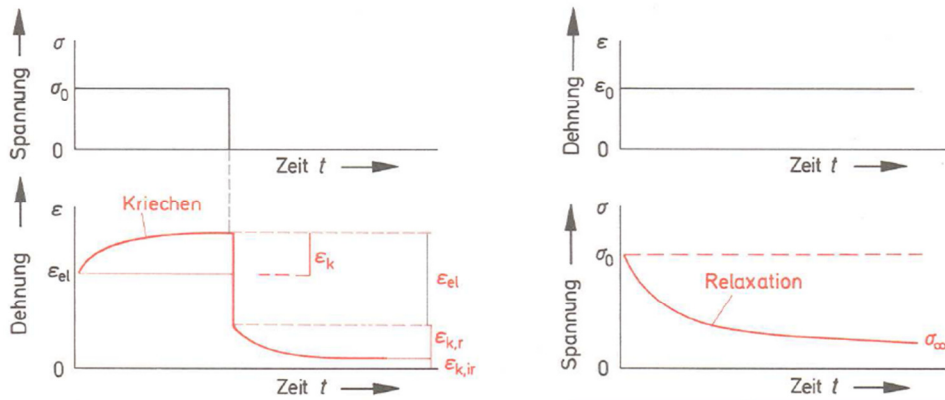 Spannung
σ
σ₀
0
Zeit t
Dehnung
ε
Kriechen
εel
εk
εel
εk,r
εk,ir
0
Zeit t
Dehnung
ε
ε₀
0
Zeit t
Spannung
σ
σ₀
Relaxation
σ∞
0
Zeit t